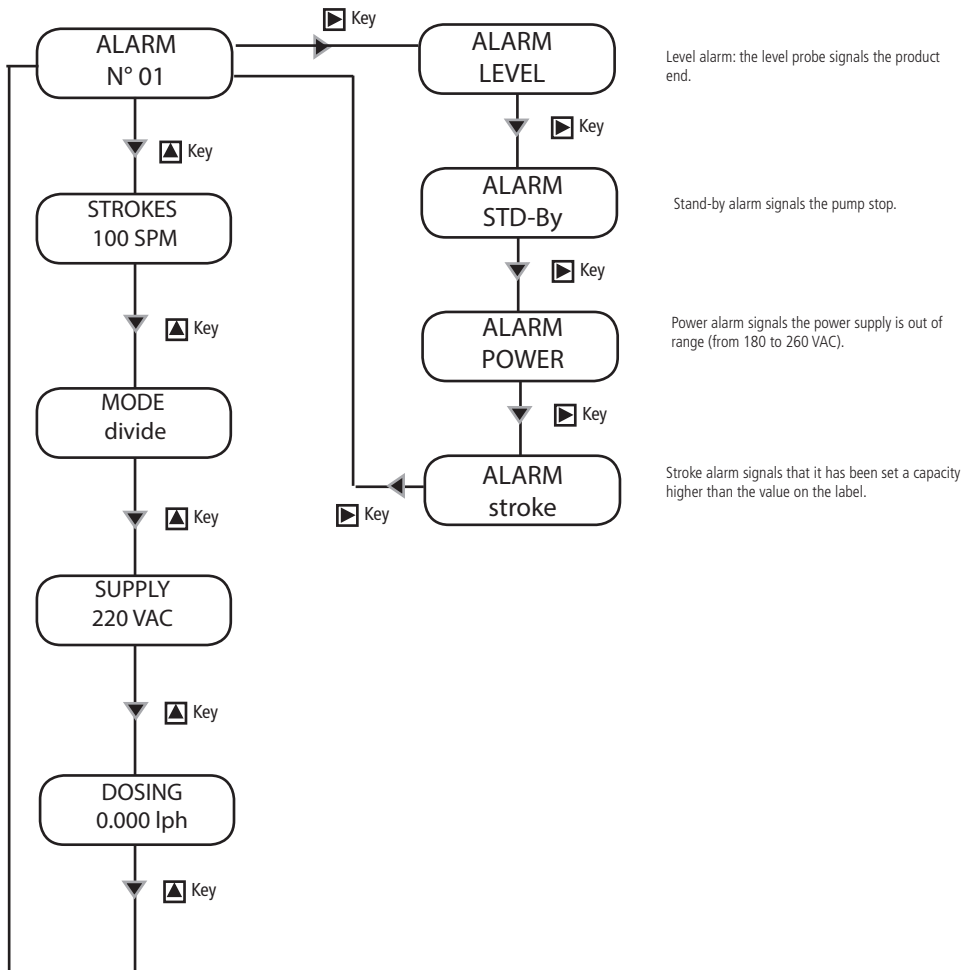 Key
ALARM
N° 01
ALARM
LEVEL
Level alarm: the level probe signals the product
end.
Key
Key
STROKES
100 SPM
ALARM
STD-By
Stand-by alarm signals the pump stop.
Key
Key
ALARM
POWER
Power alarm signals the power supply is out of
range (from 180 to 260 VAC).
MODE
divide
Key
ALARM
stroke
Stroke alarm signals that it has been set a capacity
higher than the value on the label.
Key
Key
SUPPLY
220 VAC
Key
DOSING
0.000 lph
Key